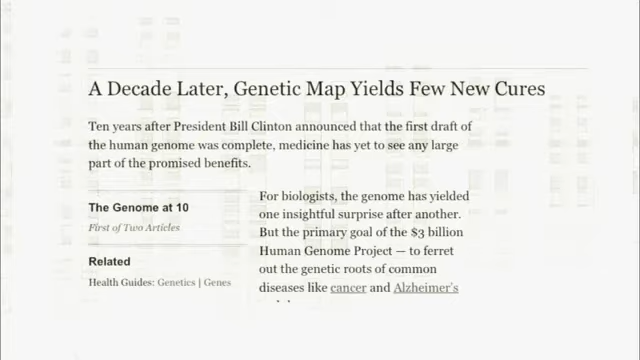 A Decade Later, Genetic Map Yields Few New Cures
Ten years after President Bill Clinton announced that the first draft of
the human genome was complete, medicine has yet to see any large
part of the promised benefits.
The Genome at 10
First of Two Articles
Related
Health Guides: Genetics | Genes
For biologists, the genome has yielded
one insightful surprise after another.
But the primary goal of the $3 billion
Human Genome Project — to ferret
out the genetic roots of common
diseases like cancer and Alzheimer's